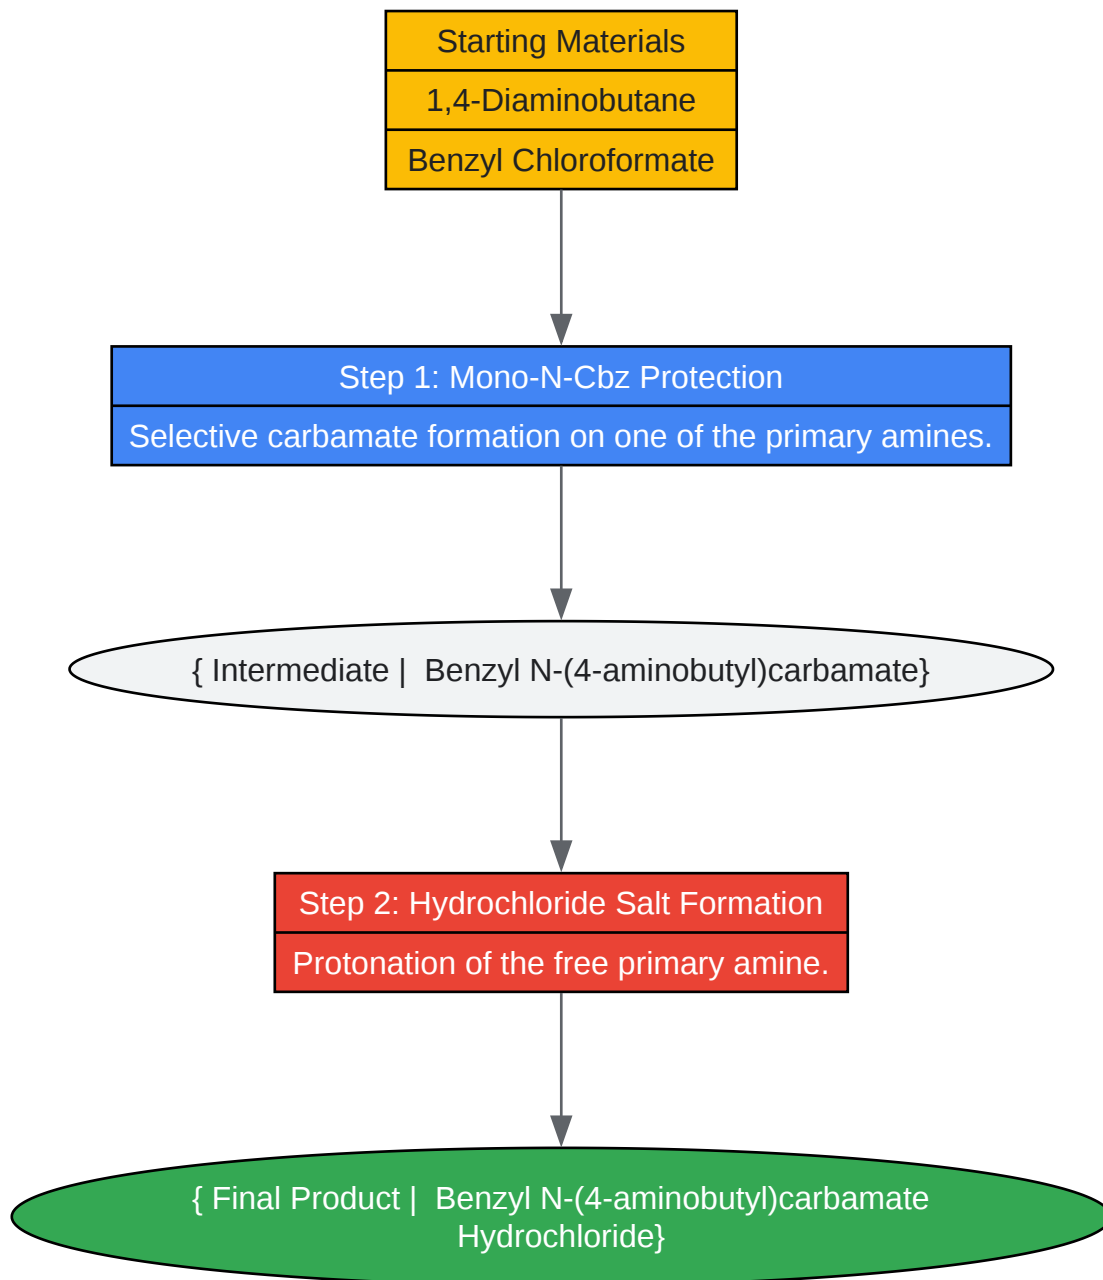 Starting Materials
1,4-Diaminobutane
Benzyl Chloroformate
Step 1: Mono-N-Cbz Protection
Selective carbamate formation on one of the primary amines.
{ Intermediate |  Benzyl N-(4-aminobutyl)carbamate}
Step 2: Hydrochloride Salt Formation
Protonation of the free primary amine.
{ Final Product |  Benzyl N-(4-aminobutyl)carbamate
Hydrochloride}